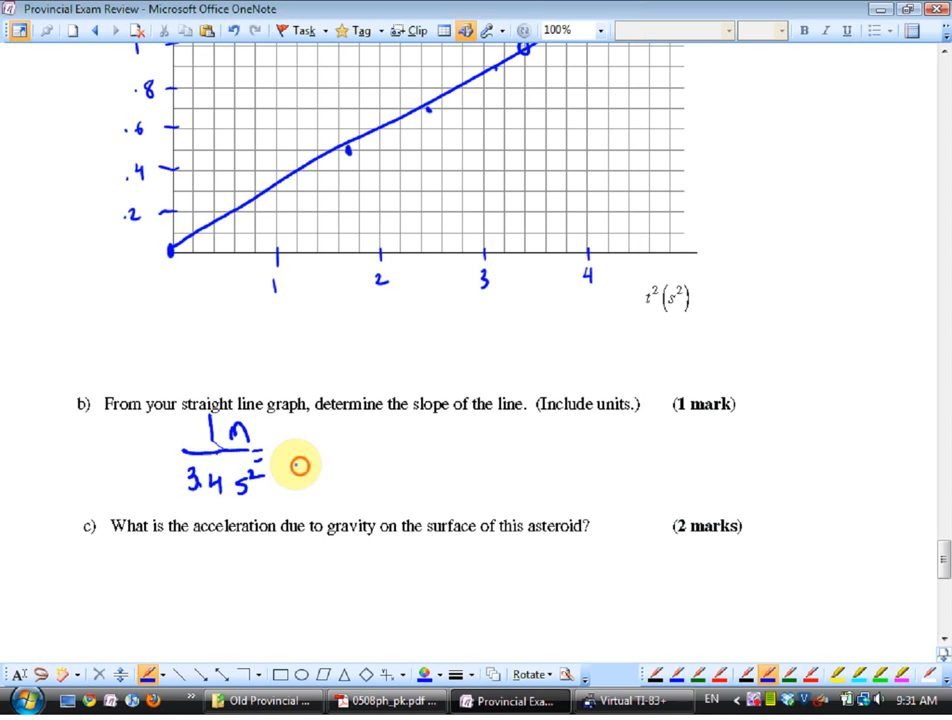 Provincial Exam Review - Microsoft Office OneNote
Task Tag Clip 100% B I U
1
.8
.6
.4
.2
1 2 3 4
t² (s²)
b) From your straight line graph, determine the slope of the line. (Include units.) (1 mark)
1 m
3.4 s² =
c) What is the acceleration due to gravity on the surface of this asteroid? (2 marks)
Rotate
Old Provincial ... 0508ph_pk.pdf ... Provincial Exa... Virtual TI-83+ EN 9:31 AM